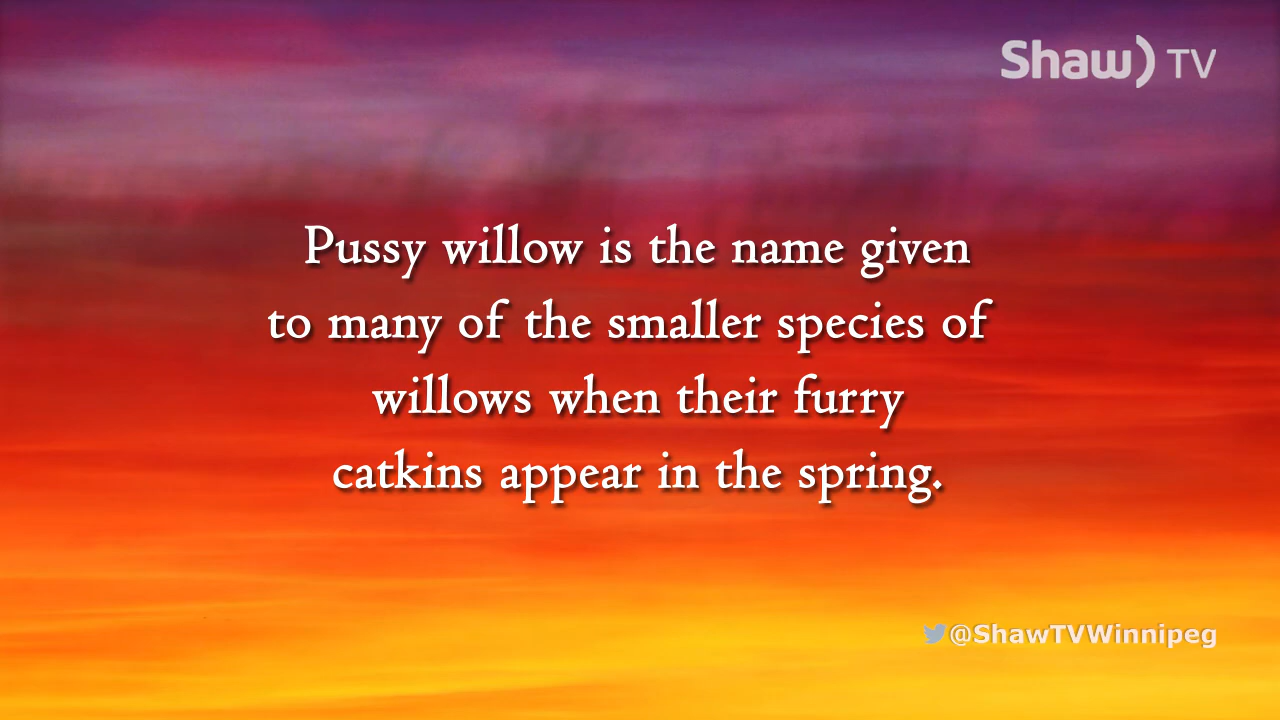 Shaw) TV
Pussy willow is the name given
to many of the smaller species of
willows when their furry
catkins appear in the spring.
@ShawTVWinnipeg